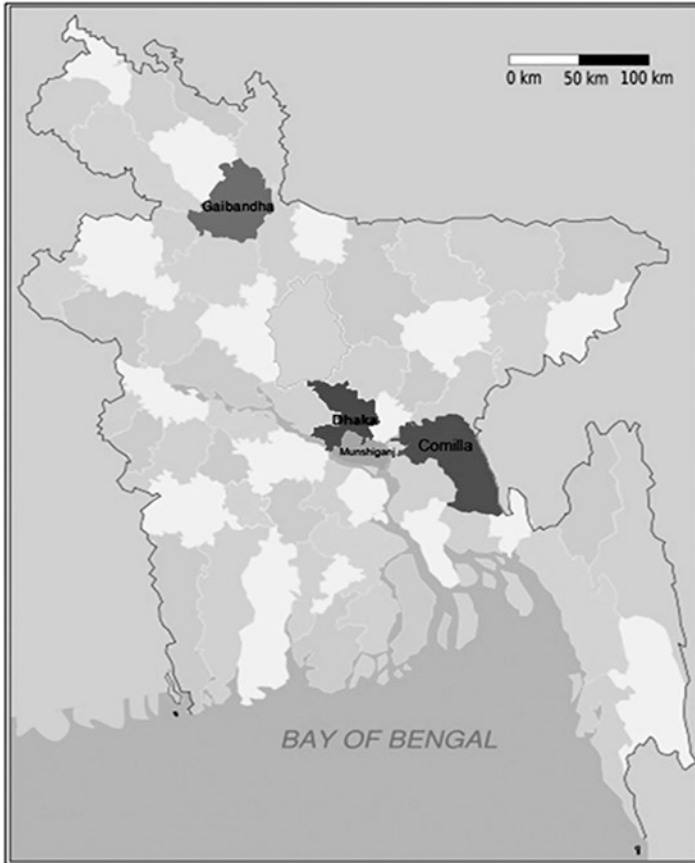 0 km 50 km 100 km
Gaibandha
Dhaka
Comilla
Munshiganj
BAY OF BENGAL